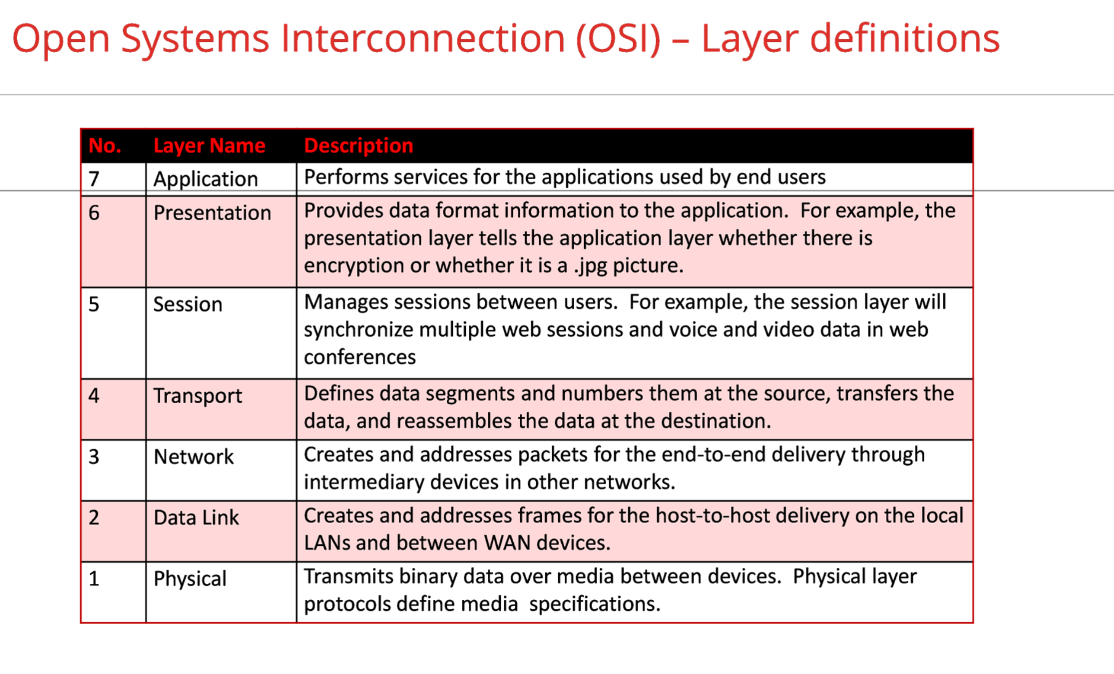 Open Systems Interconnection (OSI) – Layer definitions
No. Layer Name Description
7 Application Performs services for the applications used by end users
6 Presentation Provides data format information to the application. For example, the
presentation layer tells the application layer whether there is
encryption or whether it is a .jpg picture.
5 Session Manages sessions between users. For example, the session layer will
synchronize multiple web sessions and voice and video data in web
conferences
4 Transport Defines data segments and numbers them at the source, transfers the
data, and reassembles the data at the destination.
3 Network Creates and addresses packets for the end-to-end delivery through
intermediary devices in other networks.
2 Data Link Creates and addresses frames for the host-to-host delivery on the local
LANs and between WAN devices.
1 Physical Transmits binary data over media between devices. Physical layer
protocols define media specifications.